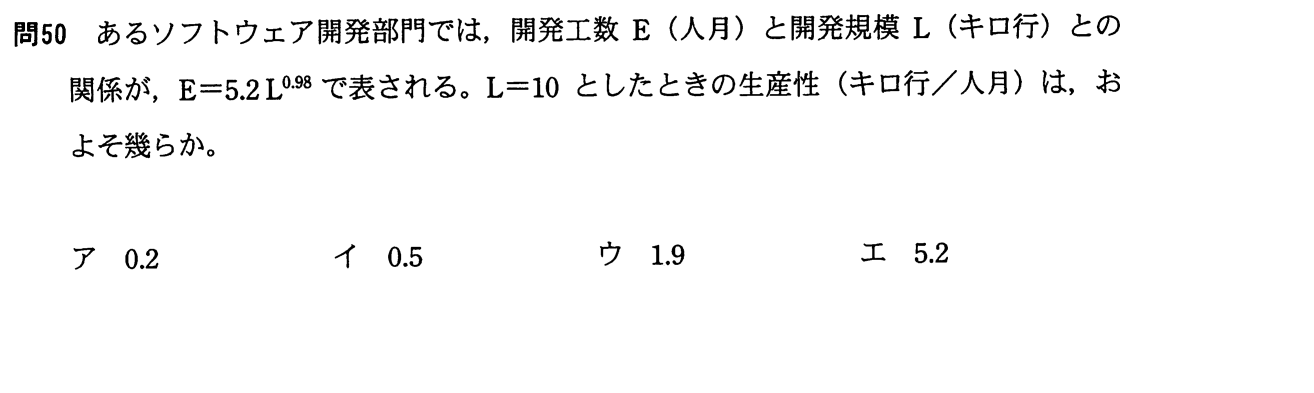 問50　あるソフトウェア開発部門では，開発工数 E（人月）と開発規模 L（キロ行）との
関係が，E＝5.2 L^0.98 で表される。L＝10 としたときの生産性（キロ行／人月）は，お
よそ幾らか。
ア　0.2　イ　0.5　ウ　1.9　エ　5.2